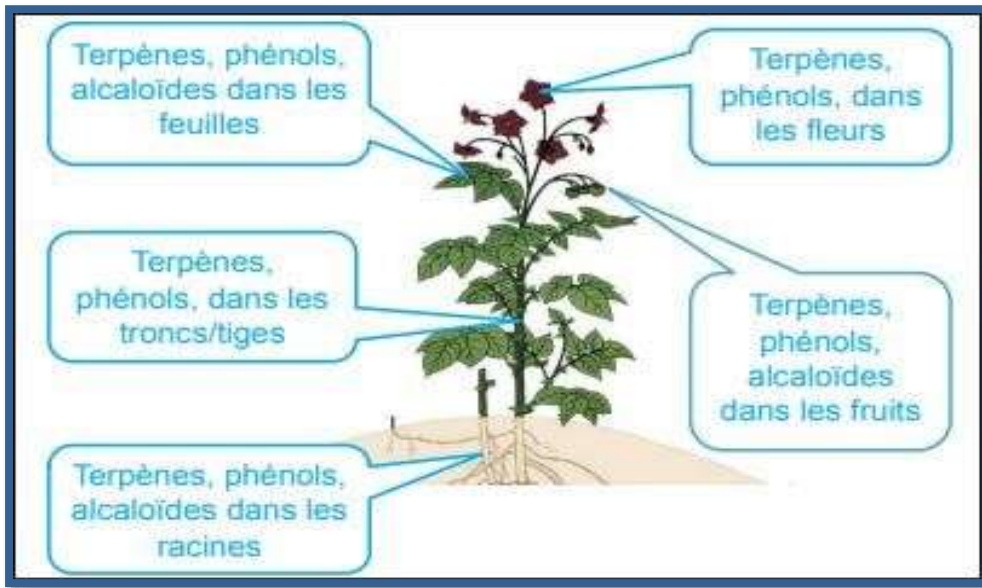 Terpènes, phénols,
alcaloïdes dans les
feuilles
Terpènes,
phénols, dans
les fleurs
Terpènes,
phénols, dans les
troncs/tiges
Terpènes,
phénols,
alcaloïdes
dans les fruits
Terpènes, phénols,
alcaloïdes dans les
racines